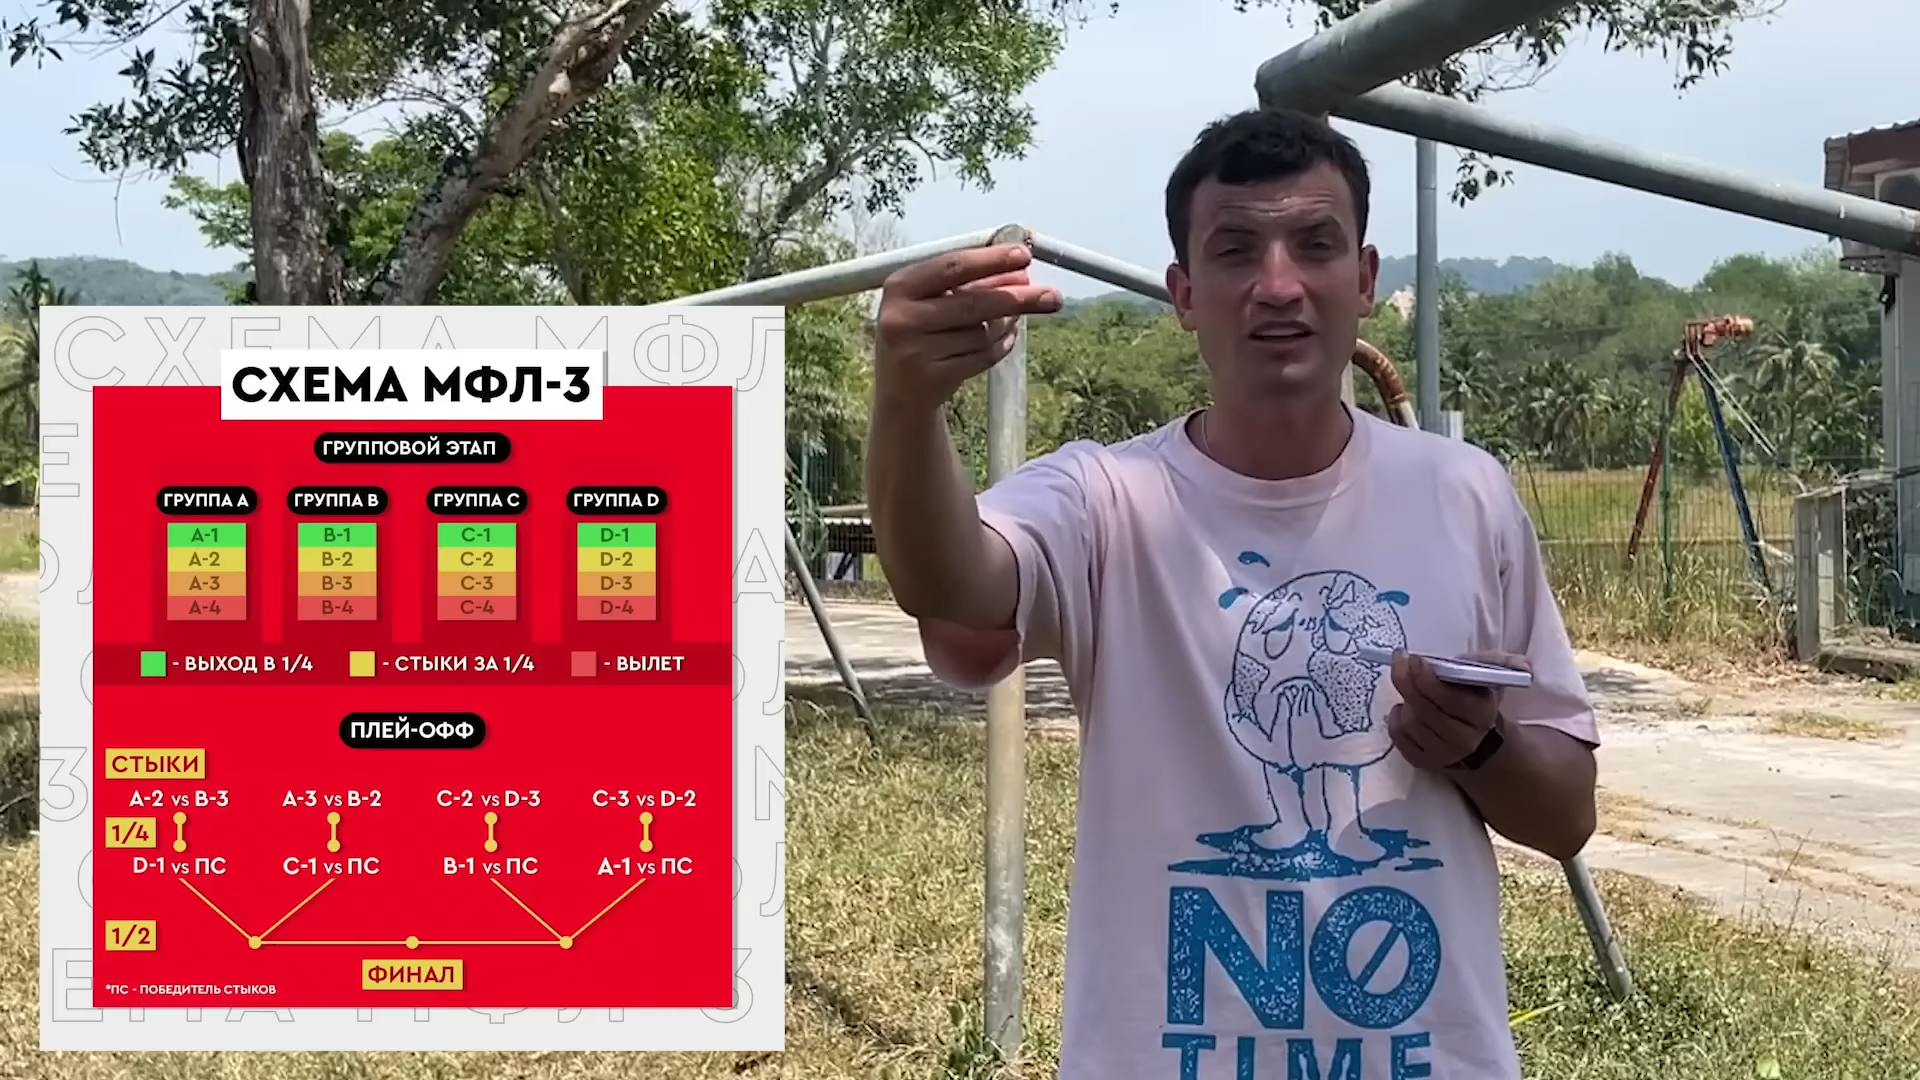 СХЕМА МФЛ-3
ГРУППОВОЙ ЭТАП
ГРУППА A ГРУППА B ГРУППА C ГРУППА D
A-1 B-1 C-1 D-1
A-2 B-2 C-2 D-2
A-3 B-3 C-3 D-3
A-4 B-4 C-4 D-4
- ВЫХОД В 1/4 - СТЫКИ ЗА 1/4 - ВЫЛЕТ
ПЛЕЙ-ОФФ
СТЫКИ
A-2 vs B-3 A-3 vs B-2 C-2 vs D-3 C-3 vs D-2
1/4
D-1 vs ПС C-1 vs ПС B-1 vs ПС A-1 vs ПС
1/2
ФИНАЛ
*ПС - ПОБЕДИТЕЛЬ СТЫКОВ
NO
TIME